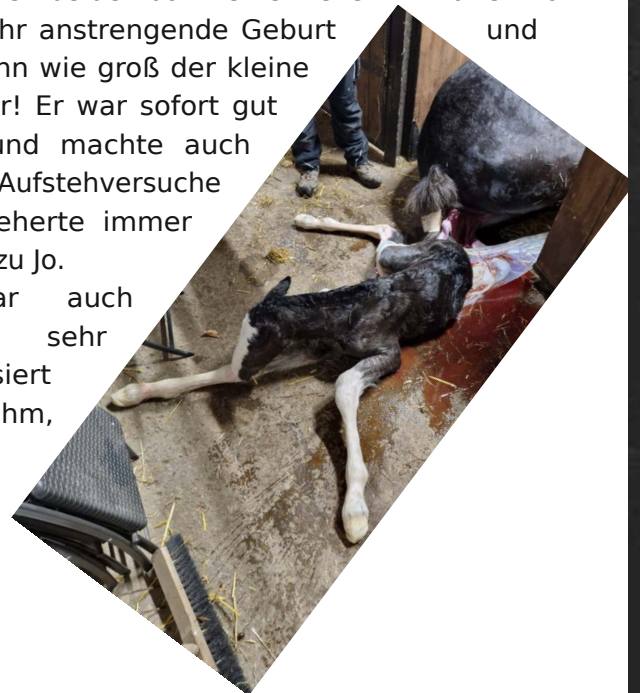 hr anstrengende Geburt und
nn wie groß der kleine
r! Er war sofort gut
und machte auch
Aufstehversuche
eherte immer
zu Jo.
ar auch
sehr
siert
hm,